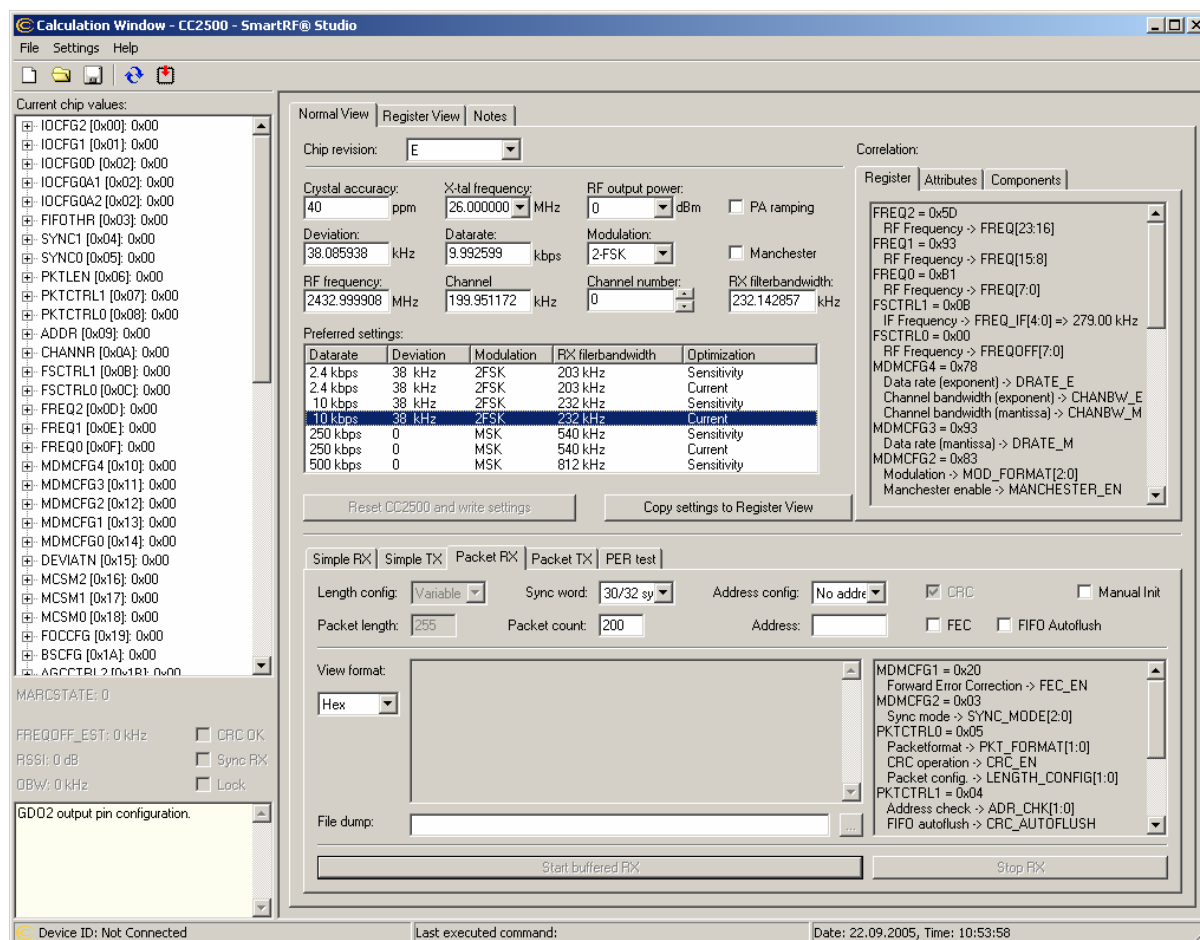 Calculation Window - CC2500 - SmartRF® Studio
File Settings Help
Current chip values:
IOCFG2 [0x00]: 0x00
IOCFG1 [0x01]: 0x00
IOCFG0D [0x02]: 0x00
IOCFG0A1 [0x02]: 0x00
IOCFG0A2 [0x02]: 0x00
FIFOTHR [0x03]: 0x00
SYNC1 [0x04]: 0x00
SYNC0 [0x05]: 0x00
PKTLEN [0x06]: 0x00
PKTCTRL1 [0x07]: 0x00
PKTCTRL0 [0x08]: 0x00
ADDR [0x09]: 0x00
CHANNR [0x0A]: 0x00
FSCTRL1 [0x0B]: 0x00
FSCTRL0 [0x0C]: 0x00
FREQ2 [0x0D]: 0x00
FREQ1 [0x0E]: 0x00
FREQ0 [0x0F]: 0x00
MDMCFG4 [0x10]: 0x00
MDMCFG3 [0x11]: 0x00
MDMCFG2 [0x12]: 0x00
MDMCFG1 [0x13]: 0x00
MDMCFG0 [0x14]: 0x00
DEVIATN [0x15]: 0x00
MCSM2 [0x16]: 0x00
MCSM1 [0x17]: 0x00
MCSM0 [0x18]: 0x00
FOCCFG [0x19]: 0x00
BSCFG [0x1A]: 0x00
AGCCTRL2 [0x1B]: 0x00
MARCSTATE: 0
FREQOFF_EST: 0 kHz CRC OK
RSSI: 0 dB Sync RX
OBW: 0 kHz Lock
GDO2 output pin configuration.
Normal View Register View Notes
Chip revision: E
Crystal accuracy: X-tal frequency: RF output power:
40 ppm 26.000000 MHz 0 dBm PA ramping
Deviation: Datarate: Modulation:
38.085938 kHz 9.992599 kbps 2-FSK Manchester
RF frequency: Channel Channel number: RX filterbandwidth:
2432.999908 MHz 199.951172 kHz 0 232.142857 kHz
Preferred settings:
Datarate Deviation Modulation RX filerbandwidth Optimization
2.4 kbps 38 kHz 2FSK 203 kHz Sensitivity
2.4 kbps 38 kHz 2FSK 203 kHz Current
10 kbps 38 kHz 2FSK 232 kHz Sensitivity
10 kbps 38 kHz 2FSK 232 kHz Current
250 kbps 0 MSK 540 kHz Sensitivity
250 kbps 0 MSK 540 kHz Current
500 kbps 0 MSK 812 kHz Sensitivity
Reset CC2500 and write settings Copy settings to Register View
Correlation:
Register Attributes Components
FREQ2 = 0x5D
RF Frequency -> FREQ[23:16]
FREQ1 = 0x93
RF Frequency -> FREQ[15:8]
FREQ0 = 0xB1
RF Frequency -> FREQ[7:0]
FSCTRL1 = 0x0B
IF Frequency -> FREQ_IF[4:0] => 279.00 kHz
FSCTRL0 = 0x00
RF Frequency -> FREQOFF[7:0]
MDMCFG4 = 0x78
Data rate (exponent) -> DRATE_E
Channel bandwidth (exponent) -> CHANBW_E
Channel bandwidth (mantissa) -> CHANBW_M
MDMCFG3 = 0x93
Data rate (mantissa) -> DRATE_M
MDMCFG2 = 0x83
Modulation -> MOD_FORMAT[2:0]
Manchester enable -> MANCHESTER_EN
Simple RX Simple TX Packet RX Packet TX PER test
Length config: Variable Sync word: 30/32 sy Address config: No addre CRC Manual Init
Packet length: 255 Packet count: 200 Address: FEC FIFO Autoflush
View format:
Hex
File dump: ...
MDMCFG1 = 0x20
Forward Error Correction -> FEC_EN
MDMCFG2 = 0x03
Sync mode -> SYNC_MODE[2:0]
PKTCTRL0 = 0x05
Packetformat -> PKT_FORMAT[1:0]
CRC operation -> CRC_EN
Packet config. -> LENGTH_CONFIG[1:0]
PKTCTRL1 = 0x04
Address check -> ADR_CHK[1:0]
FIFO autoflush -> CRC_AUTOFLUSH
Start buffered RX Stop RX
Device ID: Not Connected Last executed command: Date: 22.09.2005, Time: 10:53:58